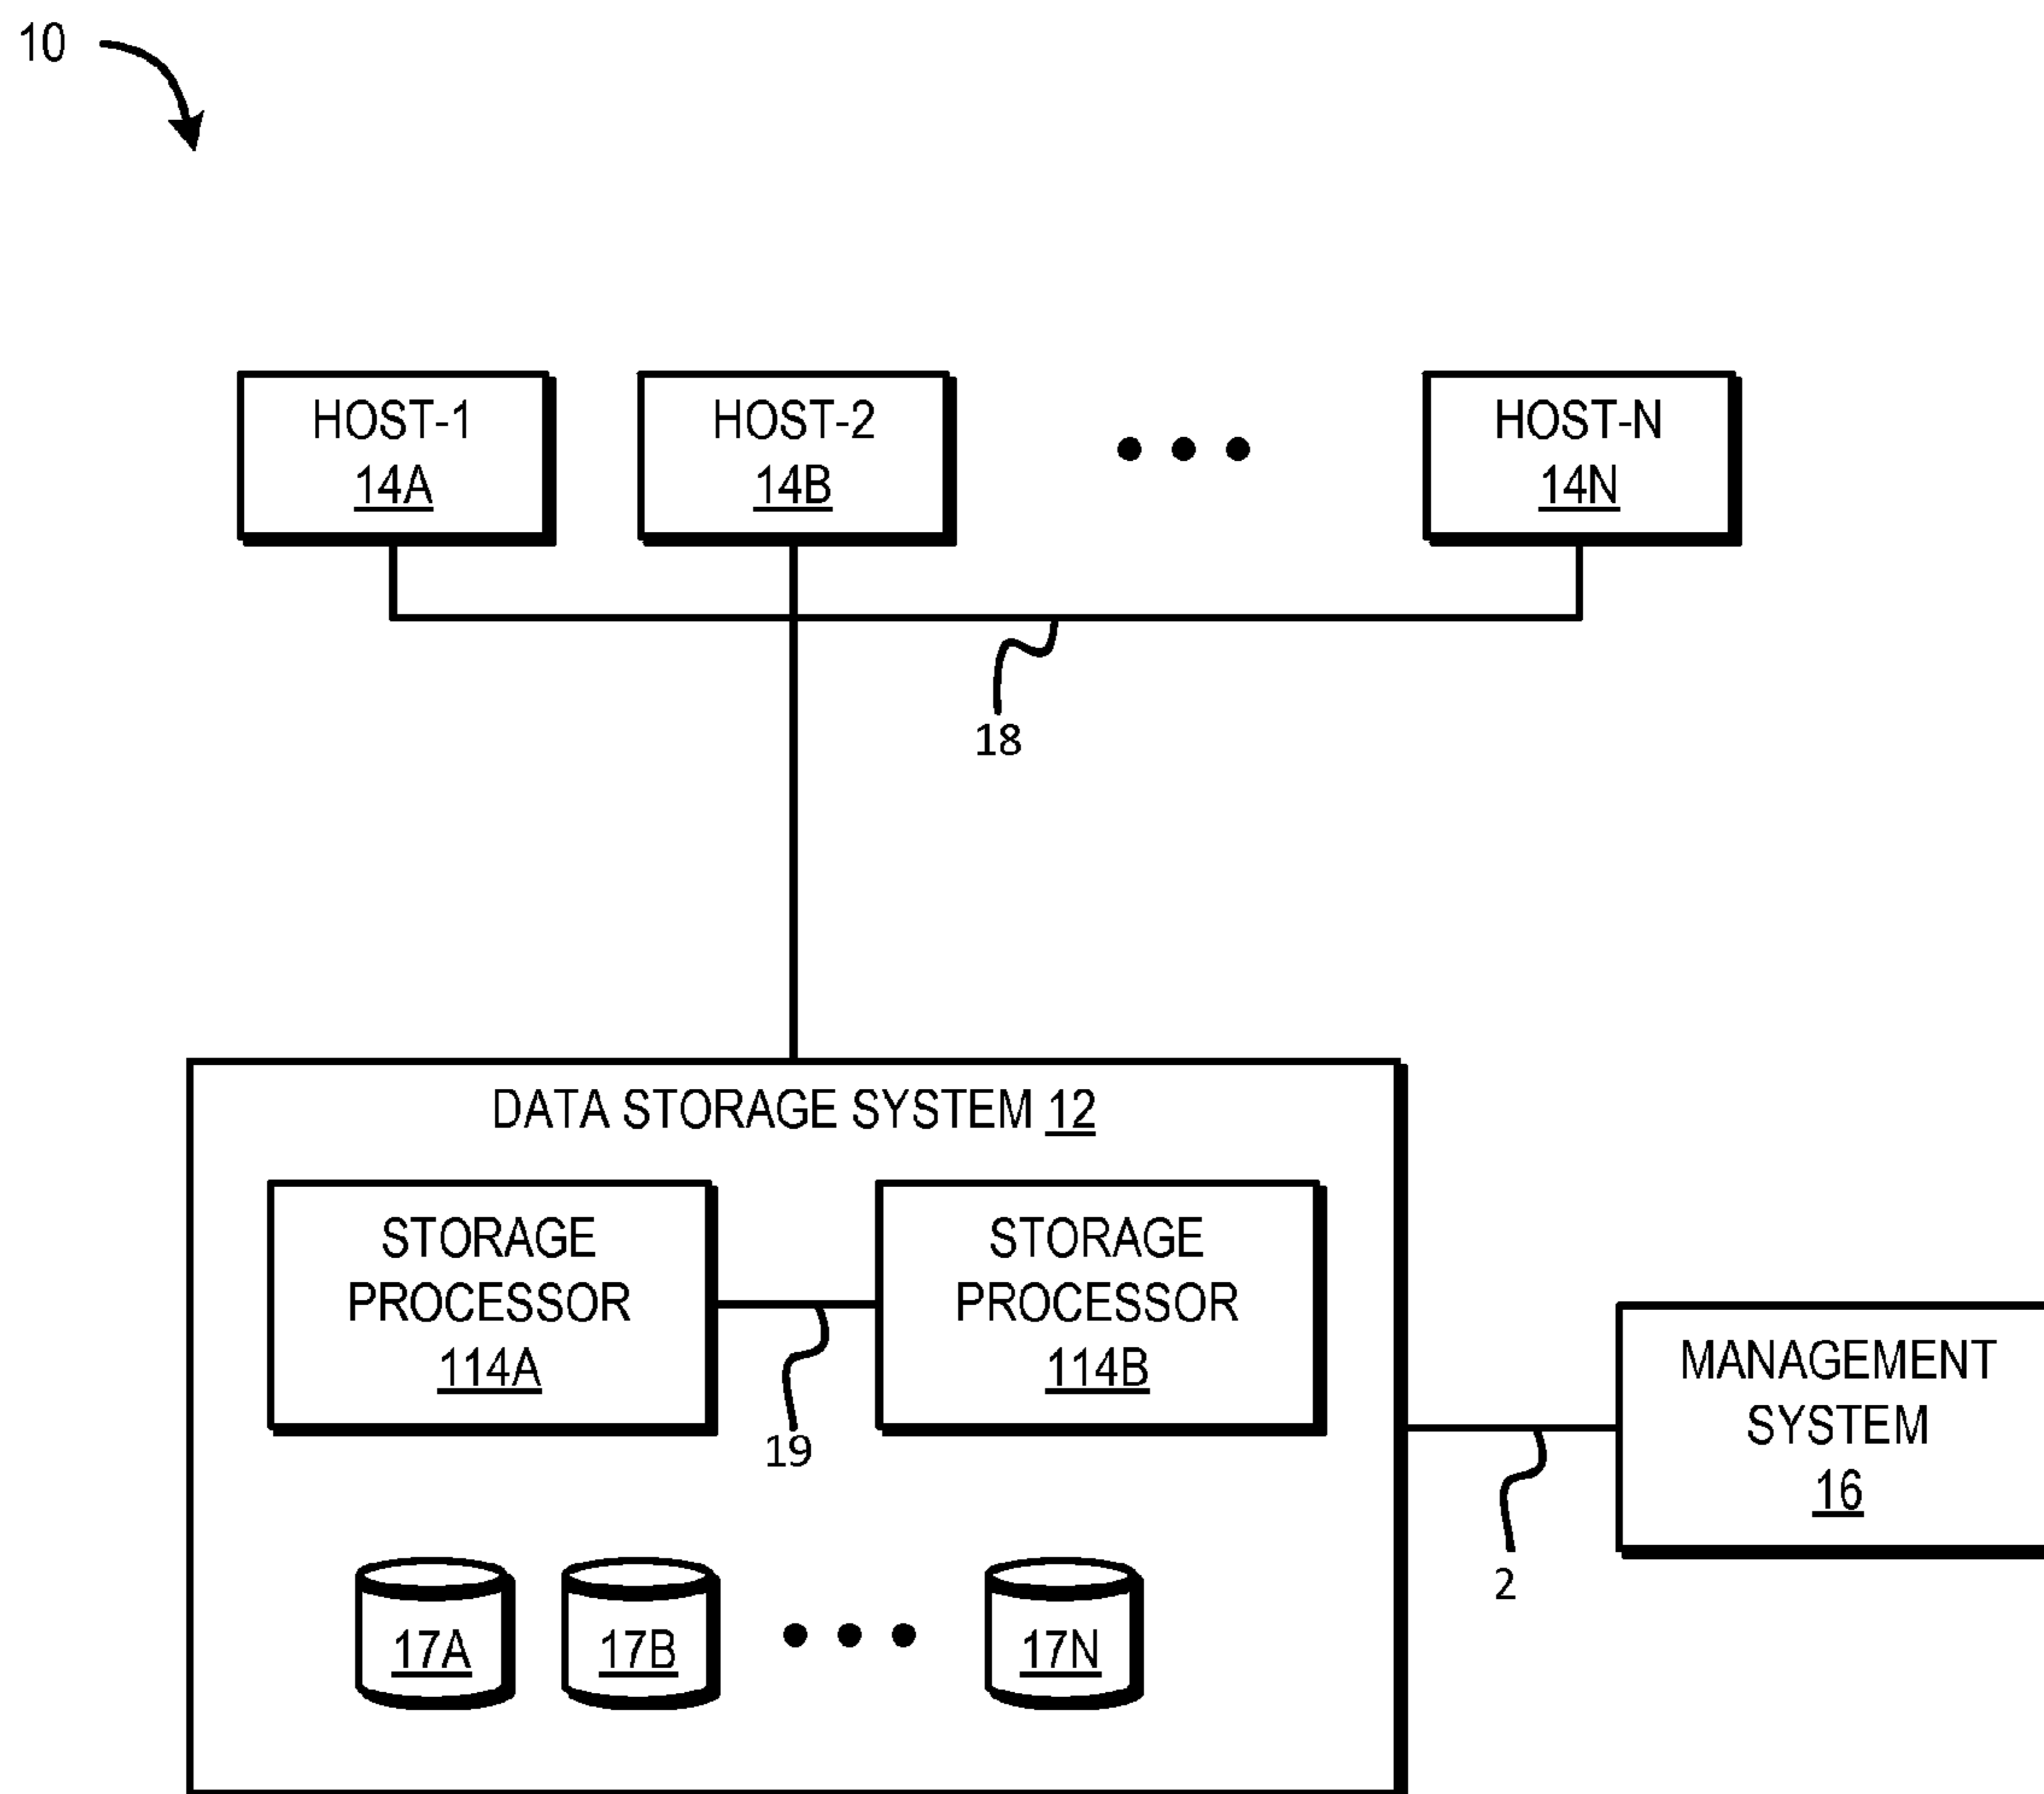 10
HOST-1
14A
HOST-2
14B
HOST-N
14N
18
DATA STORAGE SYSTEM 12
STORAGE
PROCESSOR
114A
STORAGE
PROCESSOR
114B
19
MANAGEMENT
SYSTEM
16
2
17A
17B
17N